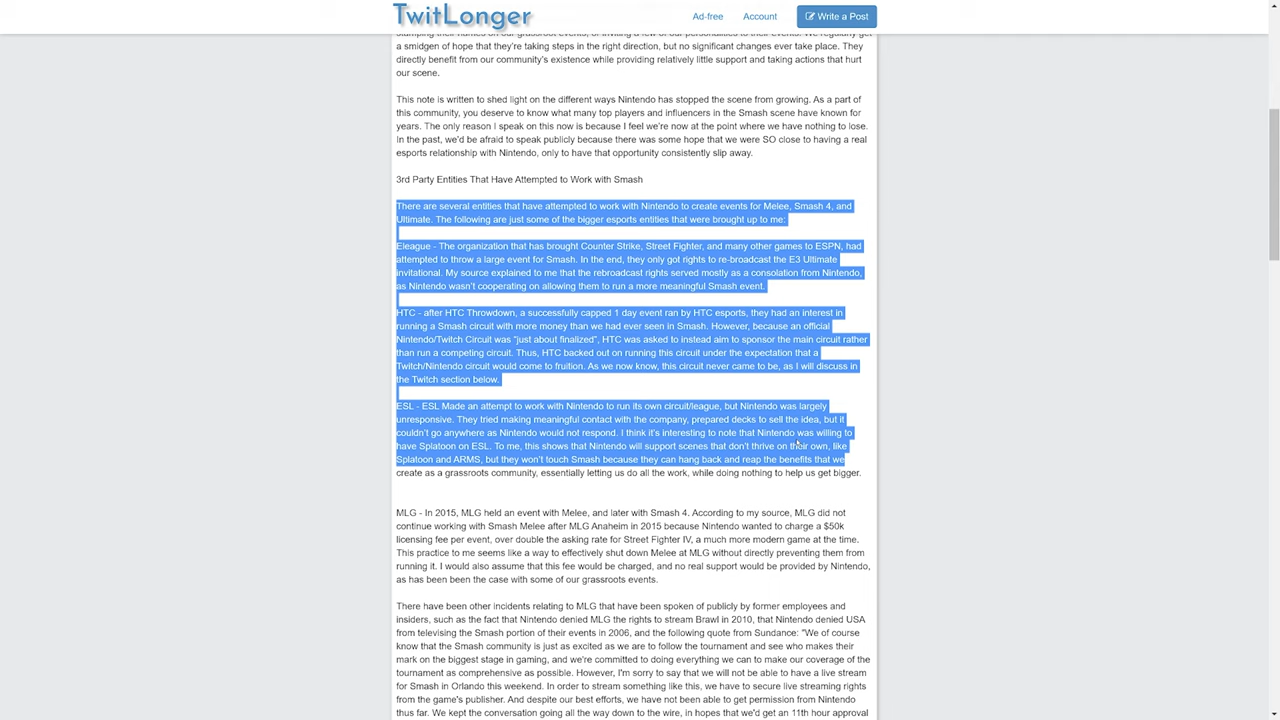 TwitLonger
Ad-free
Account
Write a Post
stamping their names on our grassroots events, or inviting a few of our personalities to their events. We regularly get
a smidgen of hope that they're taking steps in the right direction, but no significant changes ever take place. They
directly benefit from our community's existence while providing relatively little support and taking actions that hurt
our scene.
This note is written to shed light on the different ways Nintendo has stopped the scene from growing. As a part of
this community, you deserve to know what many top players and influencers in the Smash scene have known for
years. The only reason I speak on this now is because I feel we're now at the point where we have nothing to lose.
In the past, we'd be afraid to speak publicly because there was some hope that we were SO close to having a real
esports relationship with Nintendo, only to have that opportunity consistently slip away.
3rd Party Entities That Have Attempted to Work with Smash
There are several entities that have attempted to work with Nintendo to create events for Melee, Smash 4, and
Ultimate. The following are just some of the bigger esports entities that were brought up to me:
Eleague - The organization that has brought Counter Strike, Street Fighter, and many other games to ESPN, had
attempted to throw a large event for Smash. In the end, they only got rights to re-broadcast the E3 Ultimate
invitational. My source explained to me that the rebroadcast rights served mostly as a consolation from Nintendo,
as Nintendo wasn't cooperating on allowing them to run a more meaningful Smash event.
HTC - after HTC Throwdown, a successfully capped 1 day event ran by HTC esports, they had an interest in
running a Smash circuit with more money than we had ever seen in Smash. However, because an official
Nintendo/Twitch Circuit was "just about finalized", HTC was asked to instead aim to sponsor the main circuit rather
than run a competing circuit. Thus, HTC backed out on running this circuit under the expectation that a
Twitch/Nintendo circuit would come to fruition. As we now know, this circuit never came to be, as I will discuss in
the Twitch section below.
ESL - ESL Made an attempt to work with Nintendo to run its own circuit/league, but Nintendo was largely
unresponsive. They tried making meaningful contact with the company, prepared decks to sell the idea, but it
couldn't go anywhere as Nintendo would not respond. I think it's interesting to note that Nintendo was willing to
have Splatoon on ESL. To me, this shows that Nintendo will support scenes that don't thrive on their own, like
Splatoon and ARMS, but they won't touch Smash because they can hang back and reap the benefits that we
create as a grassroots community, essentially letting us do all the work, while doing nothing to help us get bigger.
MLG - In 2015, MLG held an event with Melee, and later with Smash 4. According to my source, MLG did not
continue working with Smash Melee after MLG Anaheim in 2015 because Nintendo wanted to charge a $50k
licensing fee per event, over double the asking rate for Street Fighter IV, a much more modern game at the time.
This practice to me seems like a way to effectively shut down Melee at MLG without directly preventing them from
running it. I would also assume that this fee would be charged, and no real support would be provided by Nintendo,
as has been been the case with some of our grassroots events.
There have been other incidents relating to MLG that have been spoken of publicly by former employees and
insiders, such as the fact that Nintendo denied MLG the rights to stream Brawl in 2010, that Nintendo denied USA
from televising the Smash portion of their events in 2006, and the following quote from Sundance: "We of course
know that the Smash community is just as excited as we are to follow the tournament and see who makes their
mark on the biggest stage in gaming, and we're committed to doing everything we can to make our coverage of the
tournament as comprehensive as possible. However, I'm sorry to say that we will not be able to have a live stream
for Smash in Orlando this weekend. In order to stream something like this, we have to secure live streaming rights
from the game's publisher. And despite our best efforts, we have not been able to get permission from Nintendo
thus far. We kept the conversation going all the way down to the wire, in hopes that we'd get an 11th hour approval